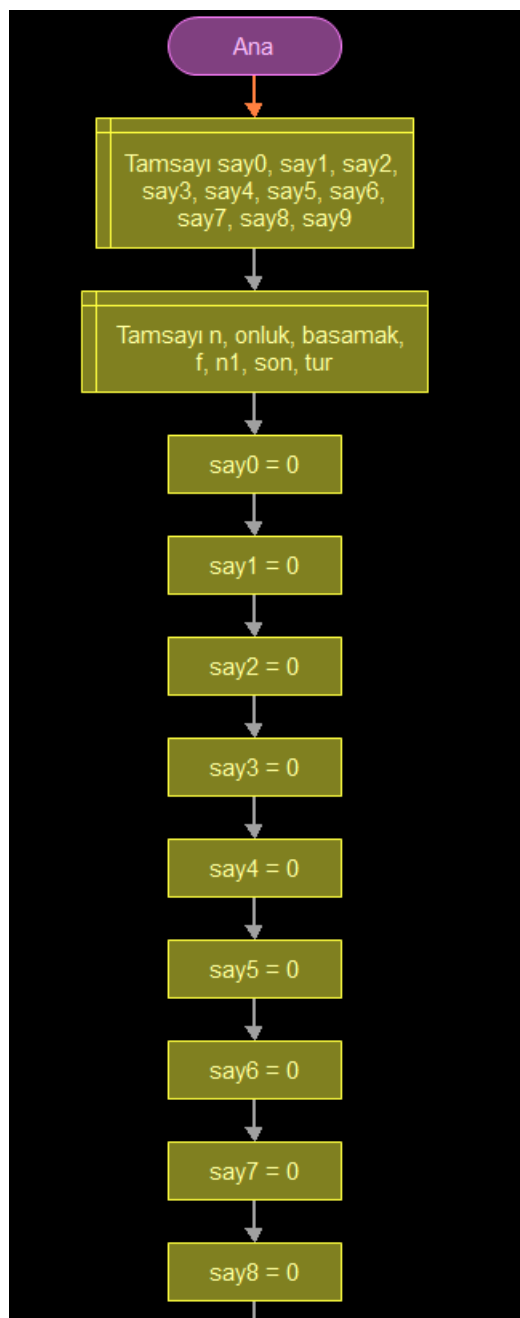 Ana
Tamsayı say0, say1, say2,
say3, say4, say5, say6,
say7, say8, say9
Tamsayı n, onluk, basamak,
f, n1, son, tur
say0 = 0
say1 = 0
say2 = 0
say3 = 0
say4 = 0
say5 = 0
say6 = 0
say7 = 0
say8 = 0